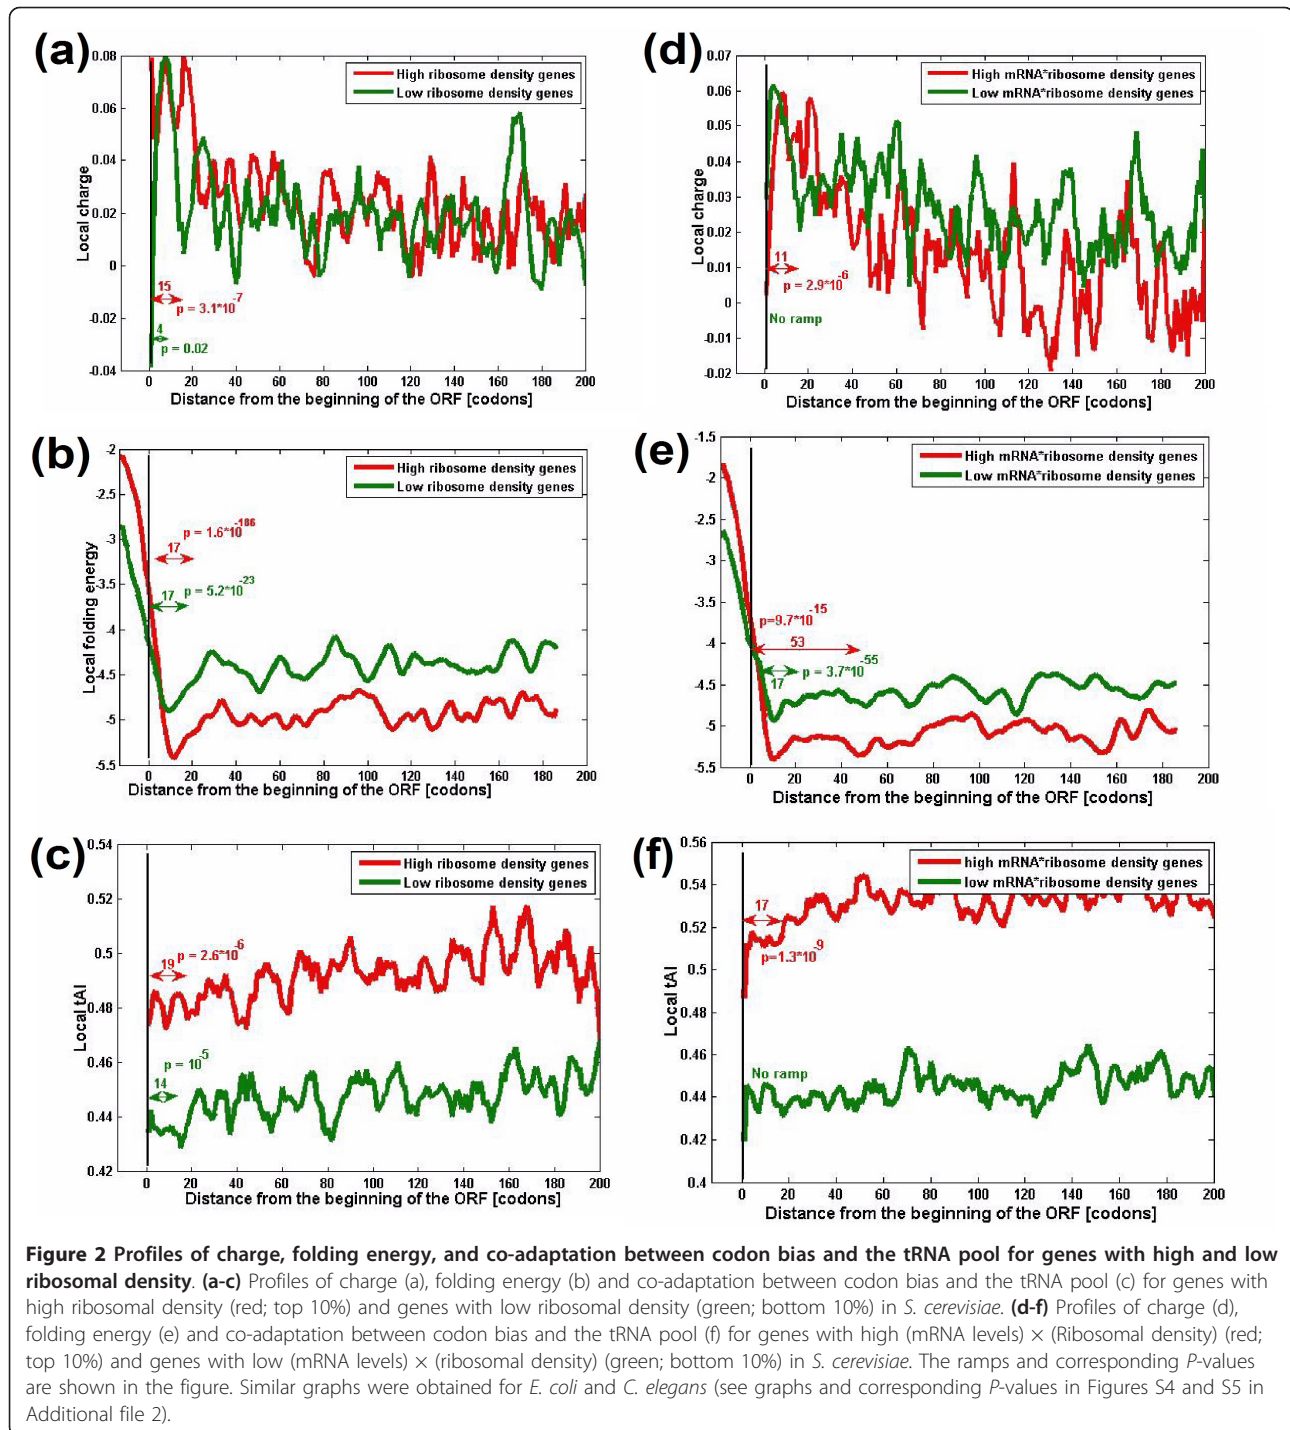 (a)
0.08
0.06
0.04
0.02
0
-0.02
-0.04
Local charge
High ribosome density genes
Low ribosome density genes
15
p = 3.1*10^-7
4
p = 0.02
0 20 40 60 80 100 120 140 160 180 200
Distance from the beginning of the ORF [codons]
(d)
0.07
0.06
0.05
0.04
0.03
0.02
0.01
0
-0.01
-0.02
Local charge
High mRNA*ribosome density genes
Low mRNA*ribosome density genes
11
p = 2.9*10^-6
No ramp
0 20 40 60 80 100 120 140 160 180 200
Distance from the beginning of the ORF [codons]
(b)
-2
-2.5
-3
-3.5
-4
-4.5
-5
-5.5
Local folding energy
High ribosome density genes
Low ribosome density genes
p = 1.6*10^-186
17
17
p = 5.2*10^-23
0 20 40 60 80 100 120 140 160 180 200
Distance from the beginning of the ORF [codons]
(e)
-1.5
-2
-2.5
-3
-3.5
-4
-4.5
-5
-5.5
Local folding energy
High mRNA*ribosome density genes
Low mRNA*ribosome density genes
p=9.7*10^-15
53
17
p = 3.7*10^-55
0 20 40 60 80 100 120 140 160 180 200
Distance from the beginning of the ORF [codons]
(c)
0.54
0.52
0.5
0.48
0.46
0.44
0.42
Local tAI
High ribosome density genes
Low ribosome density genes
p = 2.6*10^-6
19
p = 10^-5
14
0 20 40 60 80 100 120 140 160 180 200
Distance from the beginning of the ORF [codons]
(f)
0.56
0.54
0.52
0.5
0.48
0.46
0.44
0.42
0.4
Local tAI
high mRNA*ribosome density genes
low mRNA*ribosome density genes
17
p=1.3*10^-9
No ramp
0 20 40 60 80 100 120 140 160 180 200
Distance from the beginning of the ORF [codons]
Figure 2 Profiles of charge, folding energy, and co-adaptation between codon bias and the tRNA pool for genes with high and low
ribosomal density. (a-c) Profiles of charge (a), folding energy (b) and co-adaptation between codon bias and the tRNA pool (c) for genes with
high ribosomal density (red; top 10%) and genes with low ribosomal density (green; bottom 10%) in S. cerevisiae. (d-f) Profiles of charge (d),
folding energy (e) and co-adaptation between codon bias and the tRNA pool (f) for genes with high (mRNA levels) × (Ribosomal density) (red;
top 10%) and genes with low (mRNA levels) × (ribosomal density) (green; bottom 10%) in S. cerevisiae. The ramps and corresponding P-values
are shown in the figure. Similar graphs were obtained for E. coli and C. elegans (see graphs and corresponding P-values in Figures S4 and S5 in
Additional file 2).